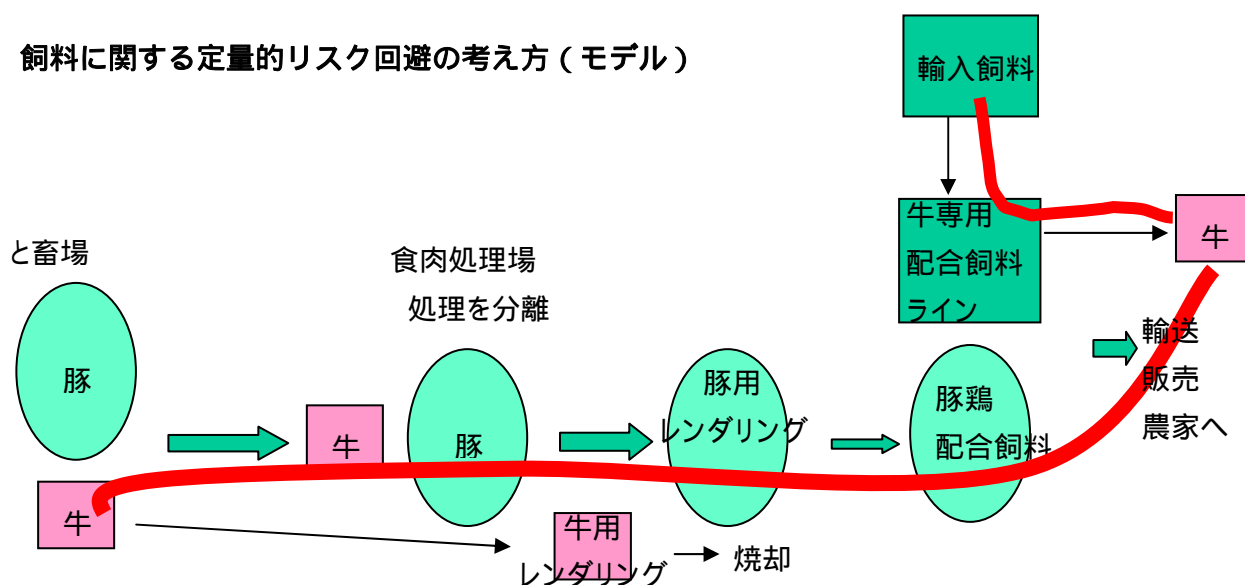 飼料に関する定量的リスク回避の考え方（モデル）
輸入飼料
牛専用
配合飼料
ライン
牛
と畜場
豚
牛
食肉処理場
処理を分離
牛
豚
豚用
レンダリング
豚鶏
配合飼料
輸送
販売
農家へ
牛用
レンダリング
焼却